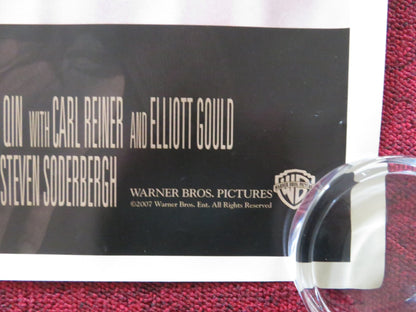 QIN WITH CARL REINER AND ELLIOTT GOULD
STEVEN SODERBERGH
WARNER BROS. PICTURES
©2007 Warner Bros. Ent. All Rights Reserved